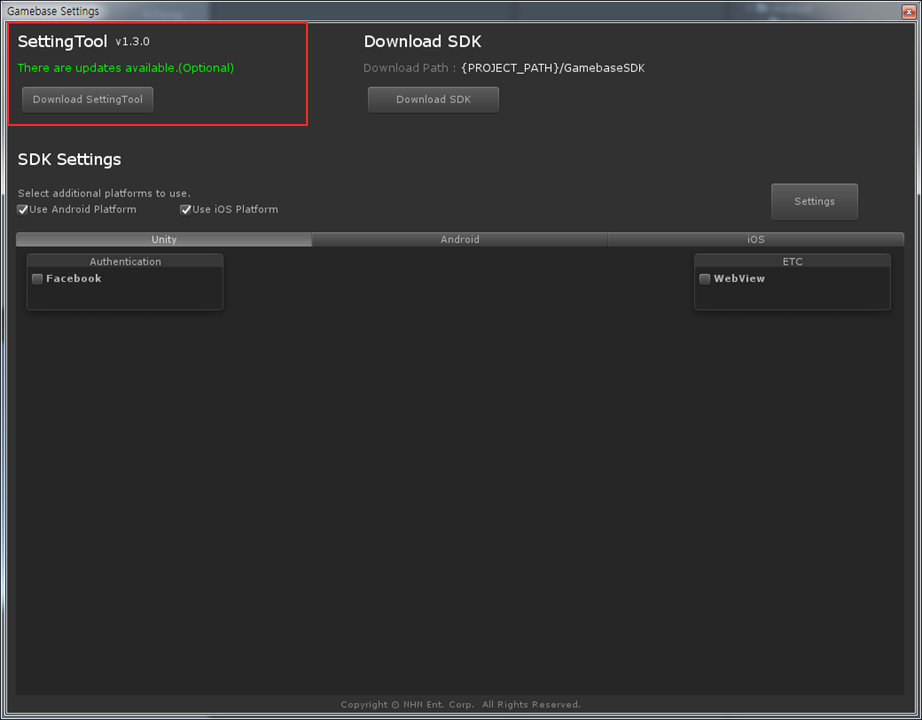 Gamebase Settings
SettingTool v1.3.0
There are updates available.(Optional)
Download SettingTool
Download SDK
Download Path : {PROJECT_PATH}/GamebaseSDK
Download SDK
SDK Settings
Select additional platforms to use.
Use Android Platform
Use iOS Platform
Settings
Unity
Android
iOS
Authentication
Facebook
ETC
WebView
Copyright © NHN Ent. Corp. All Rights Reserved.